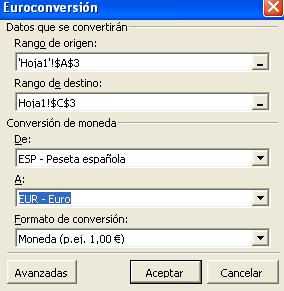 Euroconversión
Datos que se convertirán
Rango de origen:
'Hoja1'!$A$3
Rango de destino:
Hoja1!$C$3
Conversión de moneda
De:
ESP - Peseta española
A:
EUR - Euro
Formato de conversión:
Moneda (p.ej. 1,00 €)
Avanzadas
Aceptar
Cancelar